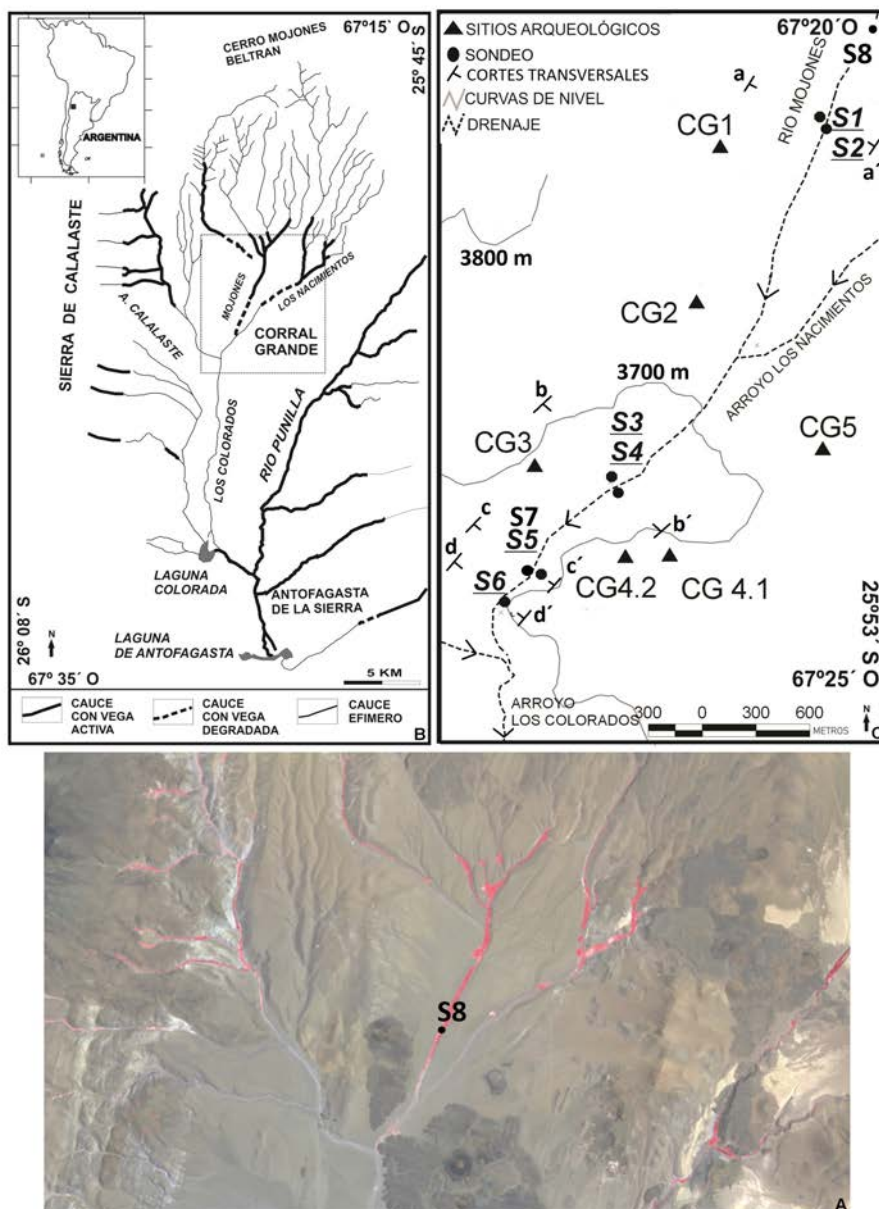 67º15´ O
25º 45´ S
CERRO MOJONES
BELTRAN
ARGENTINA
SIERRA DE CALALASTE
A. CALALASTE
MOJONES
LOS NACIMIENTOS
CORRAL
GRANDE
LOS COLORADOS
RIO PUNILLA
LAGUNA
COLORADA
ANTOFAGASTA
DE LA SIERRA
LAGUNA
DE ANTOFAGASTA
26º 08´ S
N
67º 35´ O
5 KM
CAUCE
CON VEGA
ACTIVA
CAUCE
CON VEGA
DEGRADADA
CAUCE
EFIMERO
B
SITIOS ARQUEOLÓGICOS
SONDEO
CORTES TRANSVERSALES
CURVAS DE NIVEL
DRENAJE
67º20´O
S8
RIO MOJONES
a
CG1
S1
S2
a´
3800 m
CG2
ARROYO LOS NACIMIENTOS
3700 m
b
S3
S4
CG3
CG5
c
S7
S5
b´
d
S6
c´
CG4.2
CG 4.1
d´
25º53´ S
67º25´ O
ARROYO
LOS COLORADOS
300 0 300 600
METROS
N
C
S8
A